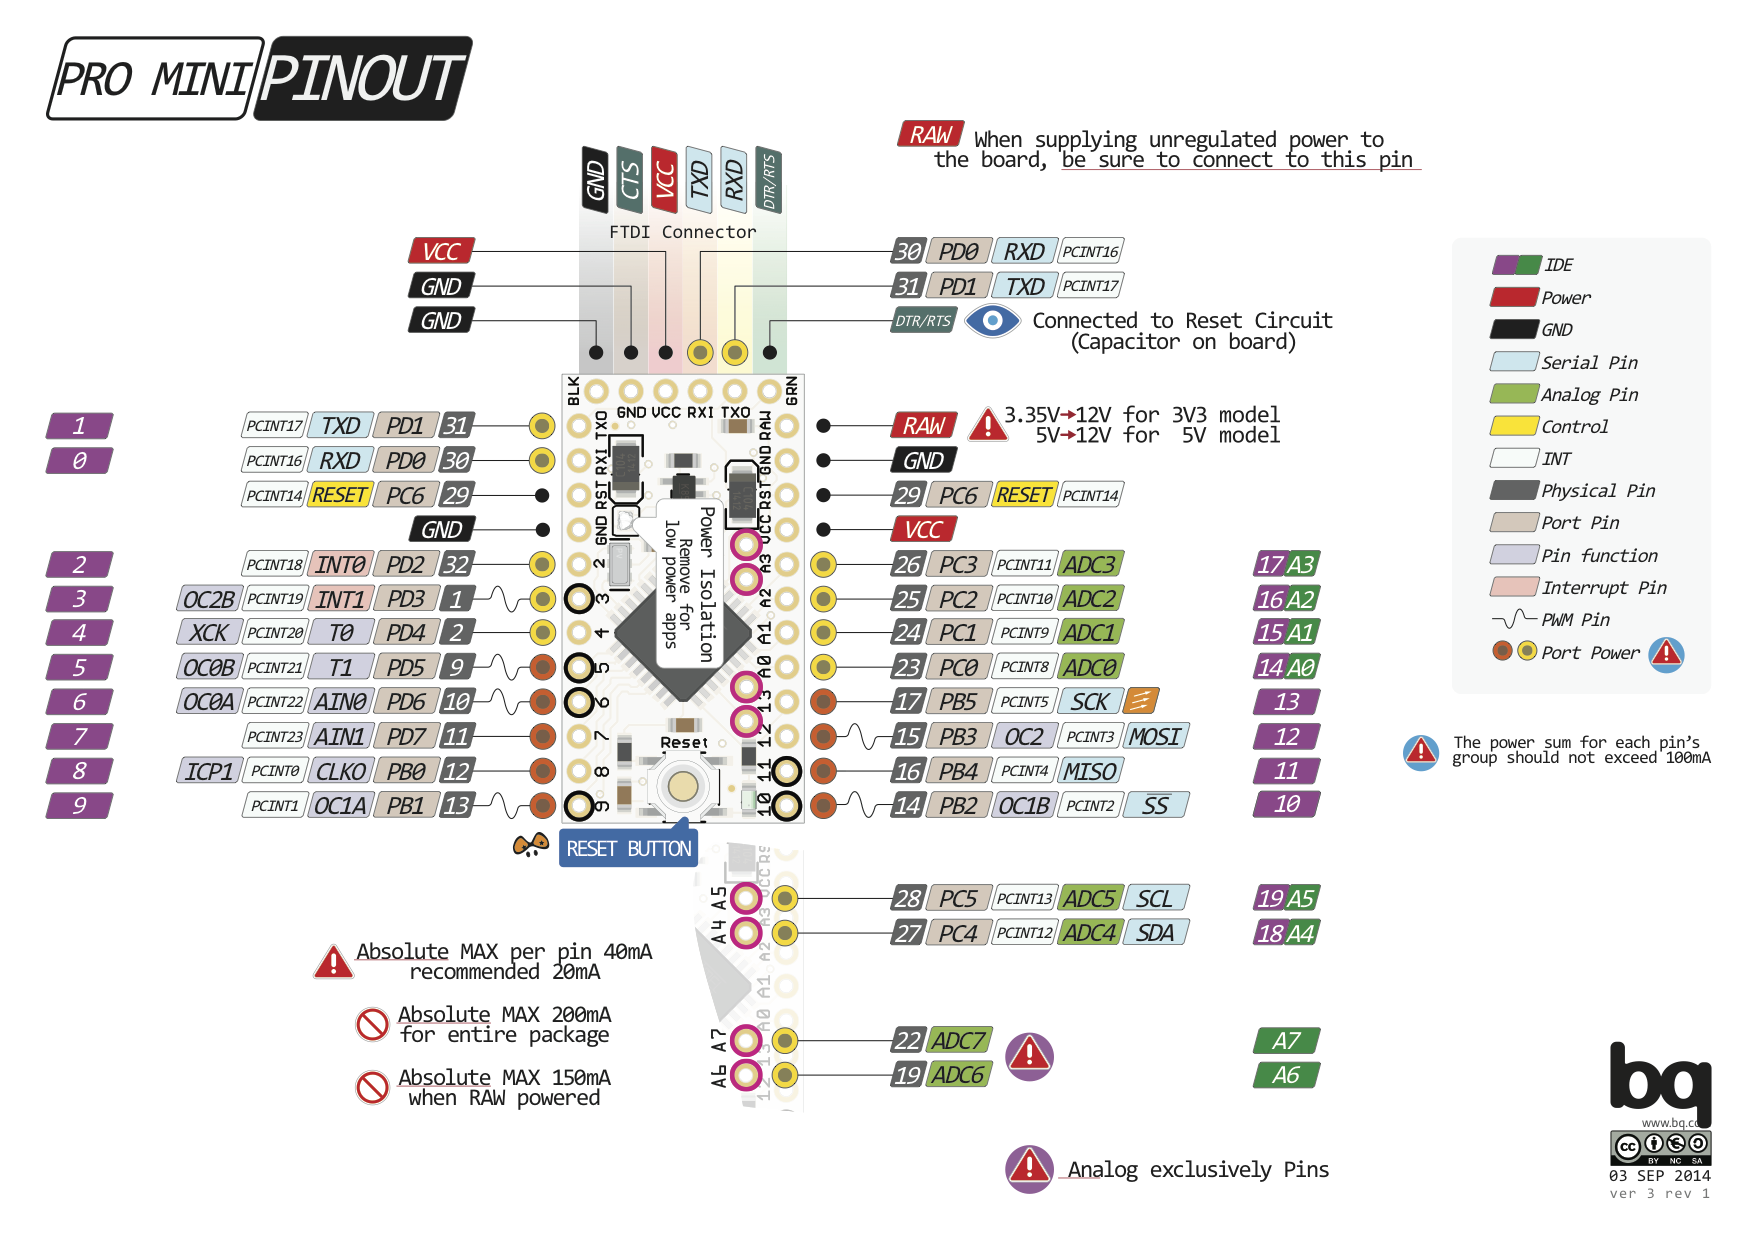 PRO MINI PINOUT
RAW When supplying unregulated power to
the board, be sure to connect to this pin
GND CTS VCC TXD RXD DTR/RTS
FTDI Connector
VCC
GND
GND
30 PD0 RXD PCINT16
31 PD1 TXD PCINT17
DTR/RTS Connected to Reset Circuit
(Capacitor on board)
IDE
Power
GND
Serial Pin
Analog Pin
Control
INT
Physical Pin
Port Pin
Pin function
Interrupt Pin
PWM Pin
Port Power
The power sum for each pin's
group should not exceed 100mA
1 PCINT17 TXD PD1 31
0 PCINT16 RXD PD0 30
PCINT14 RESET PC6 29
GND
2 PCINT18 INT0 PD2 32
3 OC2B PCINT19 INT1 PD3 1
4 XCK PCINT20 T0 PD4 2
5 OC0B PCINT21 T1 PD5 9
6 OC0A PCINT22 AIN0 PD6 10
7 PCINT23 AIN1 PD7 11
8 ICP1 PCINT0 CLKO PB0 12
9 PCINT1 OC1A PB1 13
BLK GND VCC RXI TXO GRN
TXO RXI RST GND 2 3 4 5 6 7 8 9
RAW GND RST VCC A3 A2 A1 A0 13 12 11 10
Power Isolation
Remove for
low power apps
Reset
RESET BUTTON
RAW 3.35V→12V for 3V3 model
5V→12V for 5V model
GND
29 PC6 RESET PCINT14
VCC
26 PC3 PCINT11 ADC3 17 A3
25 PC2 PCINT10 ADC2 16 A2
24 PC1 PCINT9 ADC1 15 A1
23 PC0 PCINT8 ADC0 14 A0
17 PB5 PCINT5 SCK 13
15 PB3 OC2 PCINT3 MOSI 12
16 PB4 PCINT4 MISO 11
14 PB2 OC1B PCINT2 SS 10
A5 28 PC5 PCINT13 ADC5 SCL 19 A5
A4 27 PC4 PCINT12 ADC4 SDA 18 A4
A7 22 ADC7 A7
A6 19 ADC6 A6
RS VCC A3 A2 A1 A0 13 12
Absolute MAX per pin 40mA
recommended 20mA
Absolute MAX 200mA
for entire package
Absolute MAX 150mA
when RAW powered
Analog exclusively Pins
bq
cc BY NC SA
03 SEP 2014
ver 3 rev 1